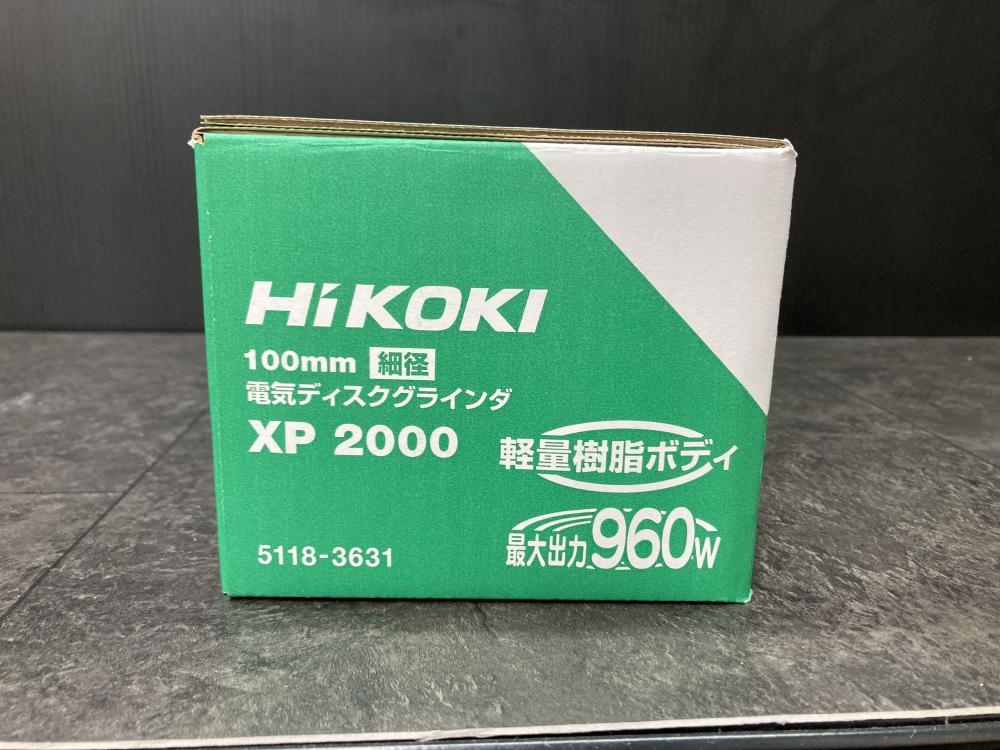 HiKOKI
100mm 細径
電気ディスクグラインダ
XP 2000
軽量樹脂ボディ
最大出力960W
5118-3631